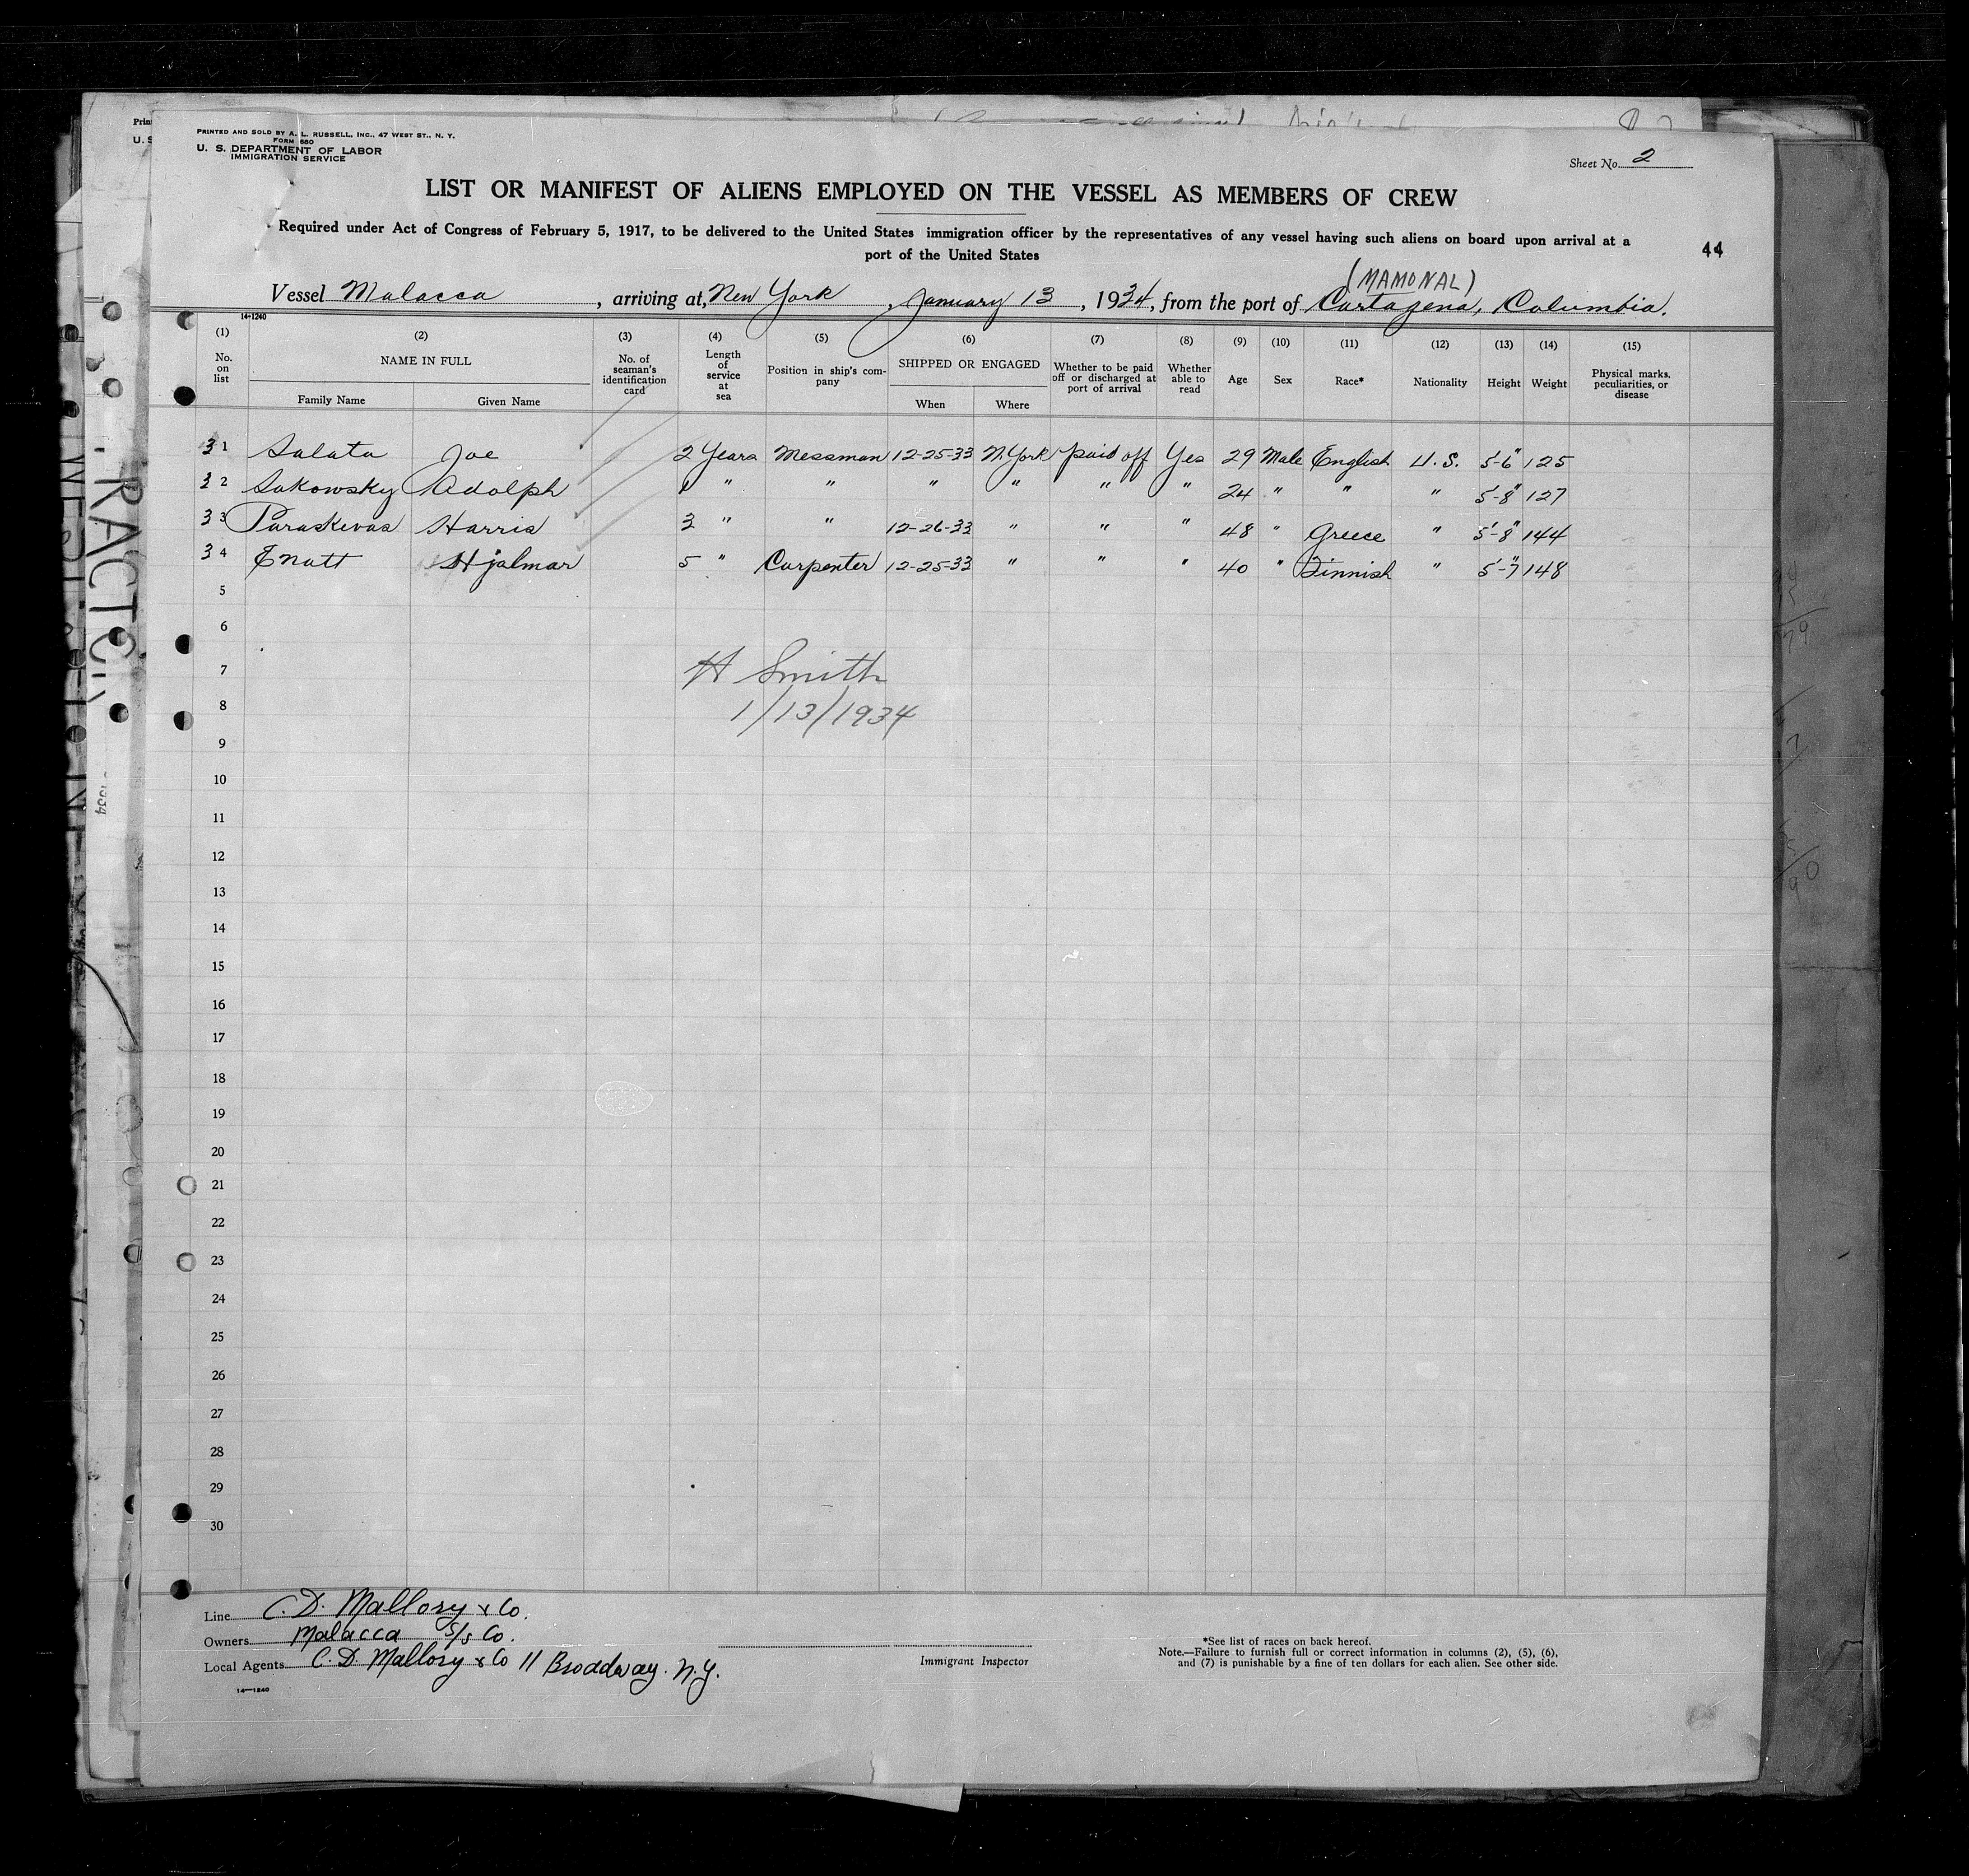 PRINTED AND SOLD BY A. L. RUSSELL, INC., 47 WEST ST., N. Y.
FORM 680
U. S. DEPARTMENT OF LABOR
IMMIGRATION SERVICE
Sheet No. 2
LIST OR MANIFEST OF ALIENS EMPLOYED ON THE VESSEL AS MEMBERS OF CREW
Required under Act of Congress of February 5, 1917, to be delivered to the United States immigration officer by the representatives of any vessel having such aliens on board upon arrival at a
port of the United States
44
(MAMONAL)
Vessel Malacca, arriving at New York, January 13, 1934, from the port of Cartagena, Columbia.
14-1240
(1) (2) (3) (4) (5) (6) (7) (8) (9) (10) (11) (12) (13) (14) (15)
No. on list NAME IN FULL Family Name Given Name No. of seaman's identification card Length of service at sea Position in ship's company SHIPPED OR ENGAGED When Where Whether to be paid off or discharged at port of arrival Whether able to read Age Sex Race* Nationality Height Weight Physical marks, peculiarities, or disease
31 Salata Joe 2 Years Messman 12-25-33 N.York Paid off Yes 29 Male English U.S. 5'-6" 125
32 Sakowsky Adolph 1 " " " " " " 24 " " " 5'-8" 127
33 Paraskevas Harris 3 " " 12-26-33 " " " 48 " Greece " 5'-8" 144
34 Enatt Hjalmar 5 " Carpenter 12-25-33 " " " 40 " Finnish " 5'-7" 148
5
6
7 H Smith
8 1/13/1934
9
10
11
12
13
14
15
16
17
18
19
20
21
22
23
24
25
26
27
28
29
30
Line C. D. Mallory & Co.
Owners Malacca S/S Co.
Local Agents C. D. Mallory & Co 11 Broadway. N.Y.
14-1240
Immigrant Inspector
*See list of races on back hereof.
Note.—Failure to furnish full or correct information in columns (2), (5), (6),
and (7) is punishable by a fine of ten dollars for each alien. See other side.